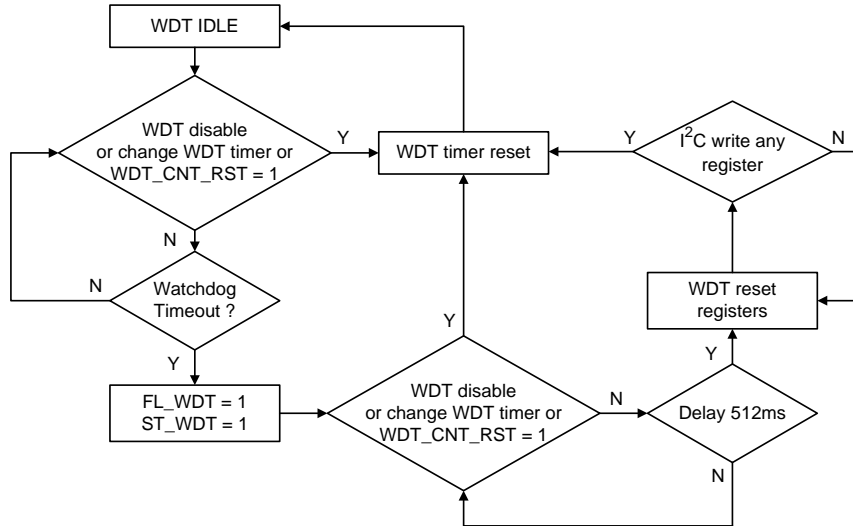 WDT IDLE
WDT disable
or change WDT timer or
WDT_CNT_RST = 1
Y
WDT timer reset
Y
I²C write any
register
N
N
N
Watchdog
Timeout ?
Y
WDT reset
registers
Y
Y
FL_WDT = 1
ST_WDT = 1
WDT disable
or change WDT timer or
WDT_CNT_RST = 1
N
Delay 512ms
N